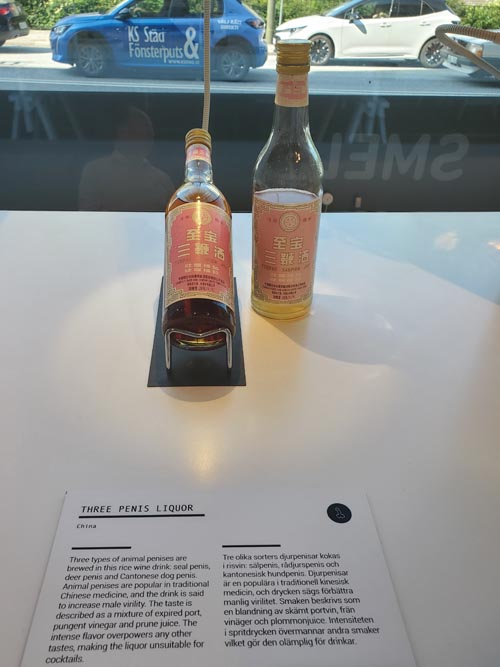 KS Städ
& Fönsterputs
SMEL
至宝
三鞭酒
至宝
三鞭酒
THREE PENIS LIQUOR
China
Three types of animal penises are
brewed in this rice wine drink: seal penis,
deer penis and Cantonese dog penis.
Animal penises are popular in traditional
Chinese medicine, and the drink is said
to increase male virility. The taste is
described as a mixture of expired port,
pungent vinegar and prune juice. The
intense flavor overpowers any other
tastes, making the liquor unsuitable for
cocktails.
Tre olika sorters djurpenisar kokas
i risvin: sälpenis, rådjurspenis och
kantonesisk hundpenis. Djurpenisar
är en populära i traditionell kinesisk
medicin, och drycken sägs förbättra
manlig virilitet. Smaken beskrivs som
en blandning av skämt portvin, frän
vinäger och plommonjuice. Intensiteten
i spritdrycken övermannar andra smaker
vilket gör den olämplig för drinkar.